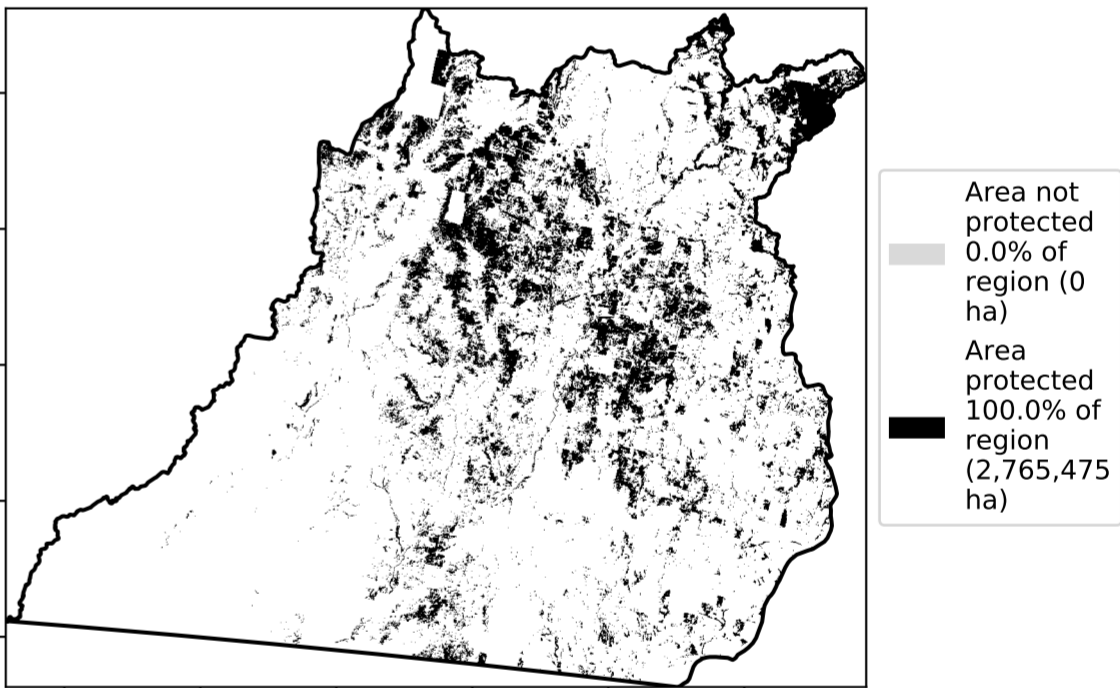 Area not
protected
0.0% of
region (0
ha)
Area
protected
100.0% of
region
(2,765,475
ha)